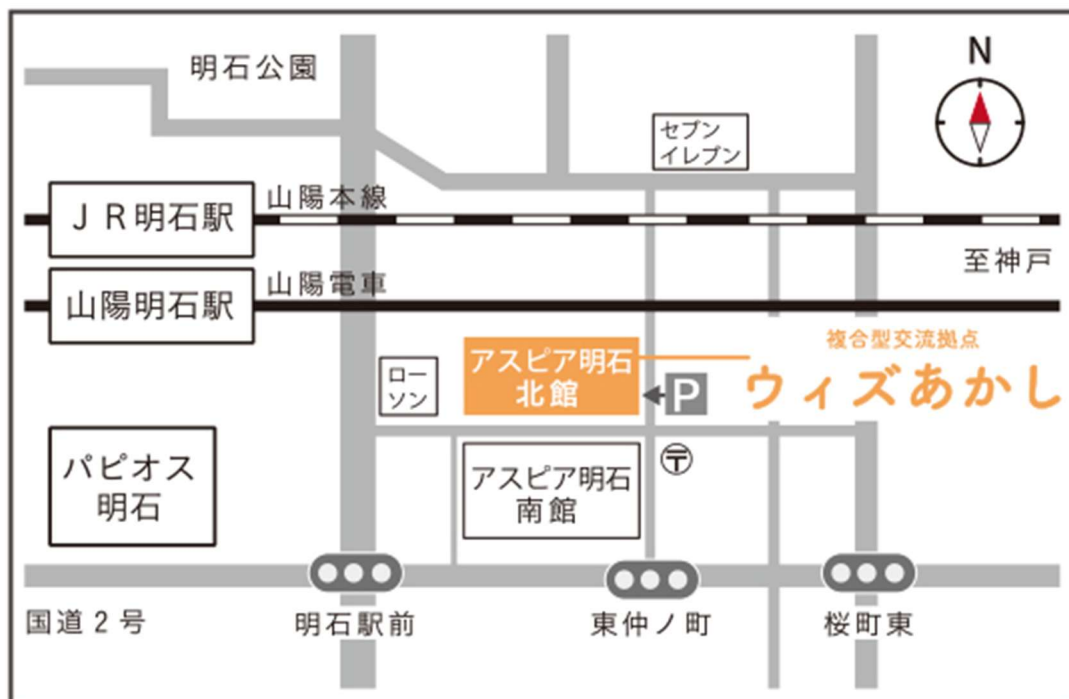 N
明石公園
セブン
イレブン
山陽本線
JR明石駅
至神戸
山陽電車
山陽明石駅
複合型交流拠点
ウィズあかし
アスピア明石
北館
ロー
ソン
P
パピオス
明石
アスピア明石
南館
〒
国道2号
明石駅前
東仲ノ町
桜町東